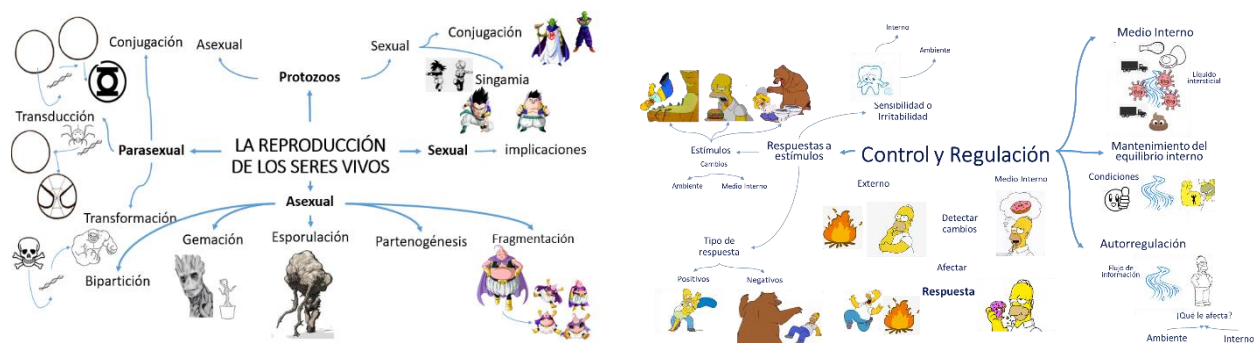 Conjugación
Asexual
Sexual
Conjugación
Protozoos
Singamia
Transducción
Parasexual
LA REPRODUCCIÓN
DE LOS SERES VIVOS
Sexual
implicaciones
Asexual
Transformación
Gemación
Esporulación
Partenogénesis
Fragmentación
Bipartición
Interno
Ambiente
Medio Interno
Líquido
intersticial
Sensibilidad o
Irritabilidad
Estímulos
Cambios
Ambiente
Medio Interno
Respuestas a
estímulos
Control y Regulación
Mantenimiento del
equilibrio interno
Condiciones
Externo
Medio Interno
Detectar
cambios
Tipo de
respuesta
Positivos
Negativos
Afectar
Respuesta
Autorregulación
Flujo de
información
¿Qué le afecta?
Ambiente
Interno